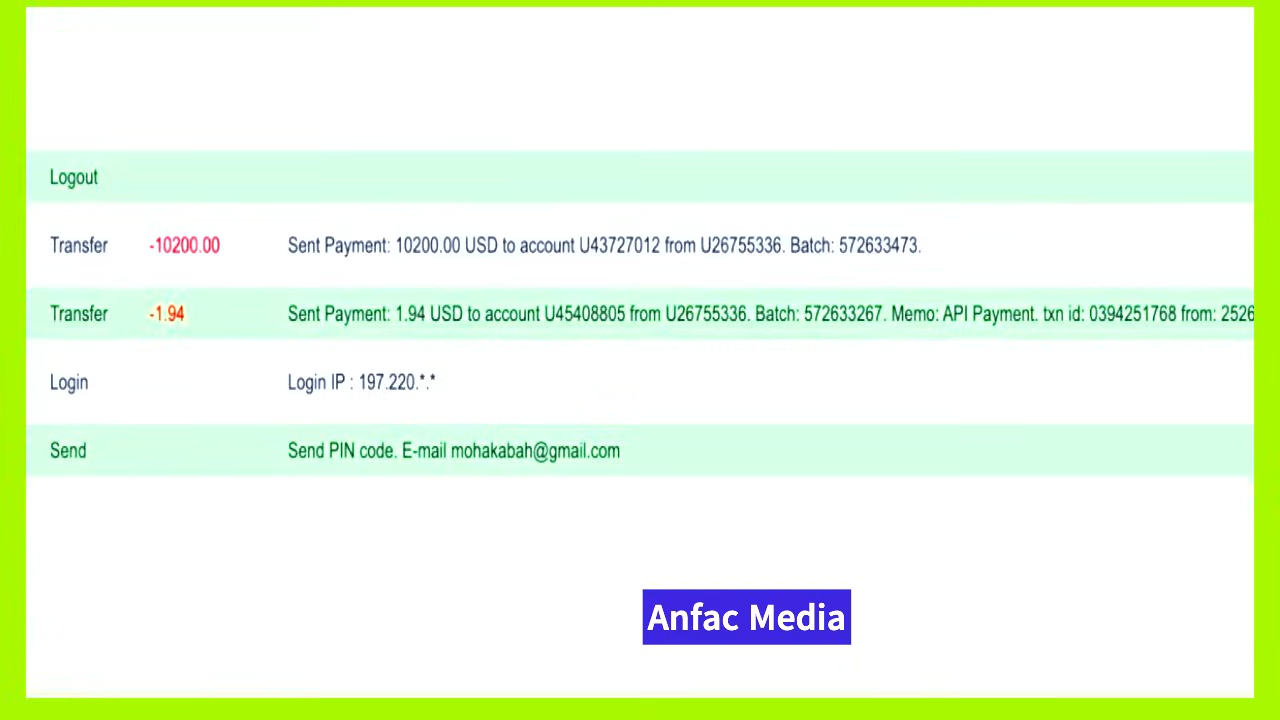 Logout
Transfer -10200.00 Sent Payment: 10200.00 USD to account U43727012 from U26755336. Batch: 572633473.
Transfer -1.94 Sent Payment: 1.94 USD to account U45408805 from U26755336. Batch: 572633267. Memo: API Payment. txn id: 0394251768 from: 2526
Login Login IP : 197.220.*.*
Send Send PIN code. E-mail mohakabah@gmail.com
Anfac Media